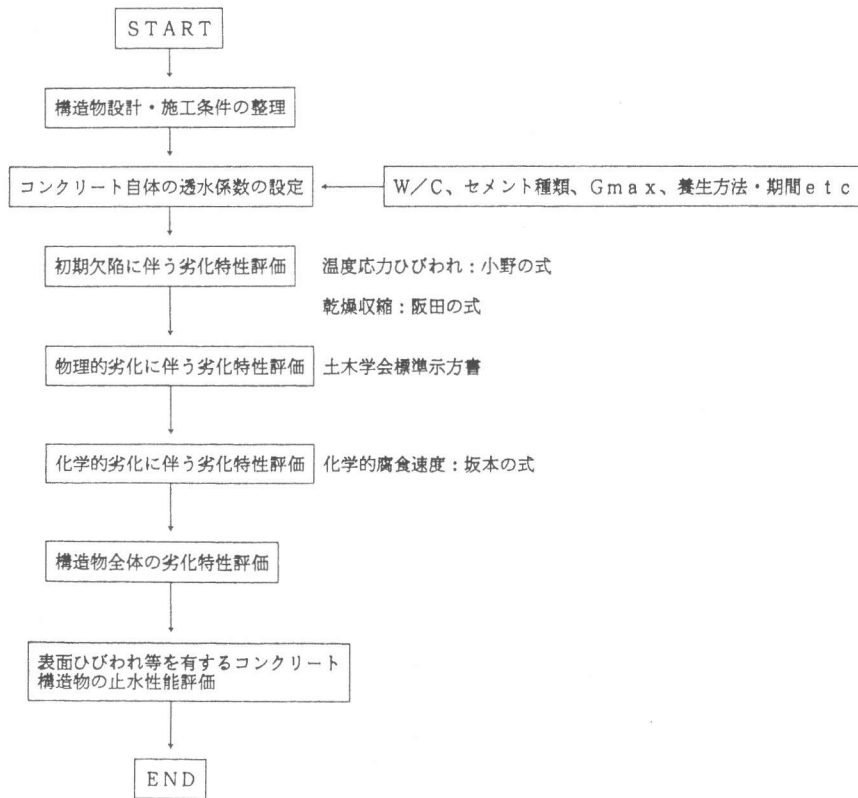 START
構造物設計・施工条件の整理
コンクリート自体の透水係数の設定
W/C、セメント種類、Gmax、養生方法・期間etc
初期欠陥に伴う劣化特性評価
温度応力ひびわれ:小野の式
乾燥収縮:阪田の式
物理的劣化に伴う劣化特性評価
土木学会標準示方書
化学的劣化に伴う劣化特性評価
化学的腐食速度:坂本の式
構造物全体の劣化特性評価
表面ひびわれ等を有するコンクリート
構造物の止水性能評価
END